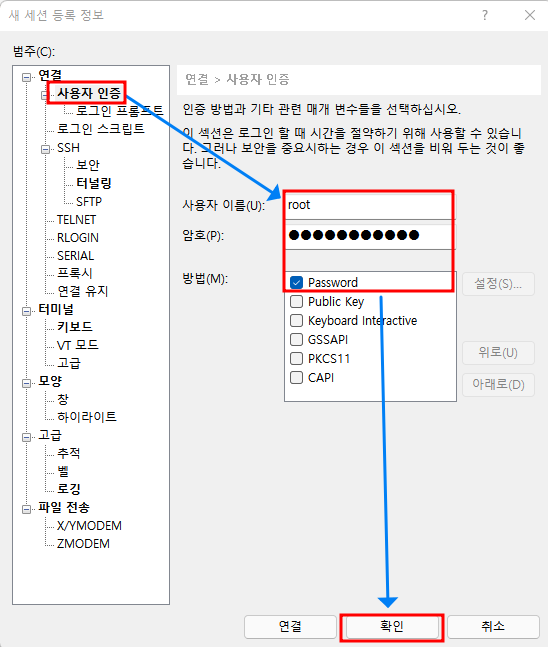 새 세션 등록 정보
범주(C):
연결
사용자 인증
로그인 프롬프트
로그인 스크립트
SSH
보안
터널링
SFTP
TELNET
RLOGIN
SERIAL
프록시
연결 유지
터미널
키보드
VT 모드
고급
모양
창
하이라이트
고급
추적
벨
로깅
파일 전송
X/YMODEM
ZMODEM
연결 > 사용자 인증
인증 방법과 기타 관련 매개 변수들을 선택하십시오.
이 섹션은 로그인 할 때 시간을 절약하기 위해 사용할 수 있습니
다. 그러나 보안을 중요시하는 경우 이 섹션을 비워 두는 것이 좋
습니다.
사용자 이름(U):
root
암호(P):
●●●●●●●●●●●
방법(M):
Password
Public Key
Keyboard Interactive
GSSAPI
PKCS11
CAPI
설정(S)...
위로(U)
아래로(D)
연결
확인
취소